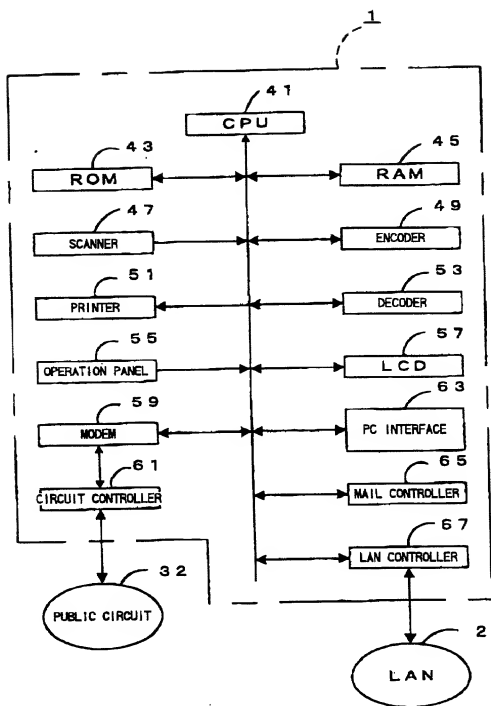 1
41
CPU
43
ROM
45
RAM
47
SCANNER
49
ENCODER
51
PRINTER
53
DECODER
55
OPERATION PANEL
57
LCD
59
MODEM
63
PC INTERFACE
61
CIRCUIT CONTROLLER
65
MAIL CONTROLLER
67
LAN CONTROLLER
32
PUBLIC CIRCUIT
2
LAN